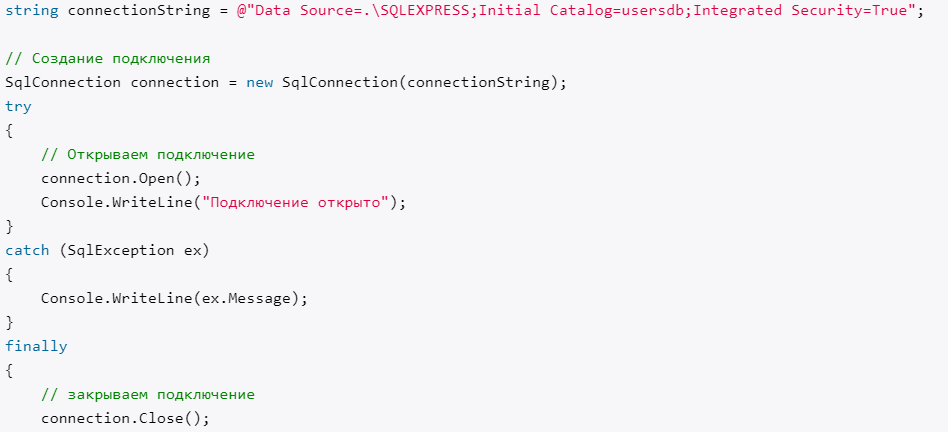 string connectionString = @"Data Source=.\SQLEXPRESS;Initial Catalog=usersdb;Integrated Security=True";

// Создание подключения
SqlConnection connection = new SqlConnection(connectionString);
try
{
    // Открываем подключение
    connection.Open();
    Console.WriteLine("Подключение открыто");
}
catch (SqlException ex)
{
    Console.WriteLine(ex.Message);
}
finally
{
    // закрываем подключение
    connection.Close();